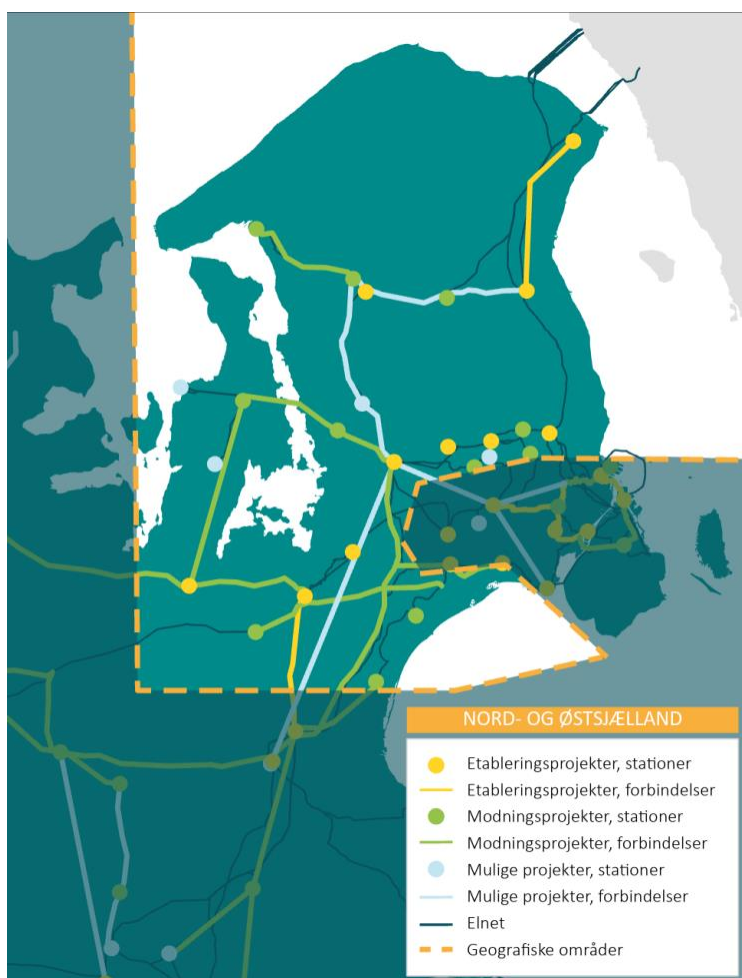 NORD- OG ØSTSJÆLLAND
Etableringsprojekter, stationer
Etableringsprojekter, forbindelser
Modningsprojekter, stationer
Modningsprojekter, forbindelser
Mulige projekter, stationer
Mulige projekter, forbindelser
Elnet
Geografiske områder